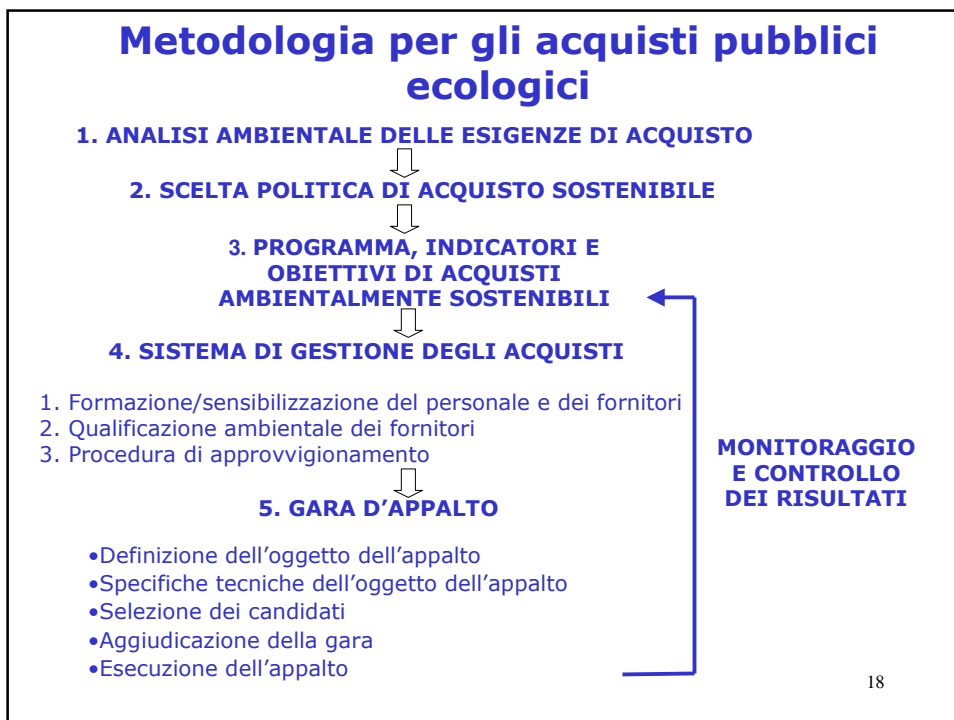 Metodologia per gli acquisti pubblici
ecologici
1. ANALISI AMBIENTALE DELLE ESIGENZE DI ACQUISTO
2. SCELTA POLITICA DI ACQUISTO SOSTENIBILE
3. PROGRAMMA, INDICATORI E
OBIETTIVI DI ACQUISTI
AMBIENTALMENTE SOSTENIBILI
4. SISTEMA DI GESTIONE DEGLI ACQUISTI
1. Formazione/sensibilizzazione del personale e dei fornitori
2. Qualificazione ambientale dei fornitori
3. Procedura di approvvigionamento
5. GARA D’APPALTO
•Definizione dell’oggetto dell’appalto
•Specifiche tecniche dell’oggetto dell’appalto
•Selezione dei candidati
•Aggiudicazione della gara
•Esecuzione dell’appalto
MONITORAGGIO
E CONTROLLO
DEI RISULTATI
18